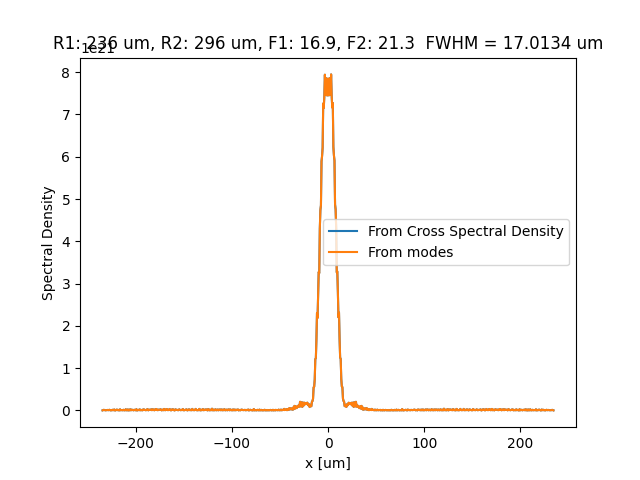 R1: 236 um, R2: 296 um, F1: 16.9, F2: 21.3  FWHM = 17.0134 um
1e21
8
7
6
5
4
3
2
1
0
Spectral Density
From Cross Spectral Density
From modes
−200
−100
0
100
200
x [um]